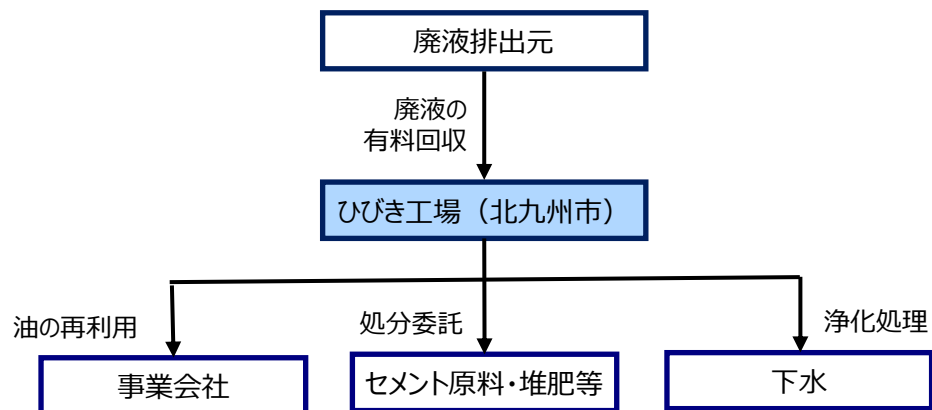 廃液排出元
廃液の
有料回収
ひびき工場（北九州市）
油の再利用
処分委託
浄化処理
事業会社
セメント原料・堆肥等
下水